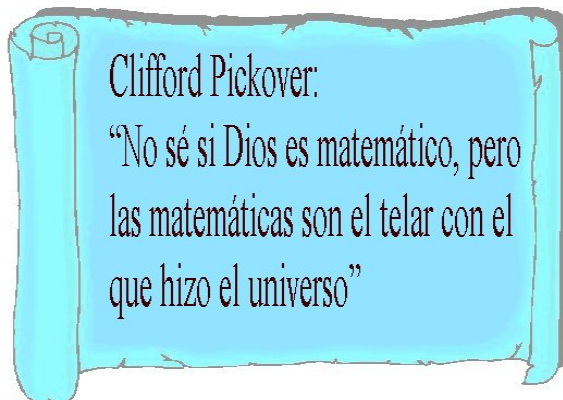 Clifford Pickover:
“No sé si Dios es matemático, pero
las matemáticas son el telar con el
que hizo el universo”